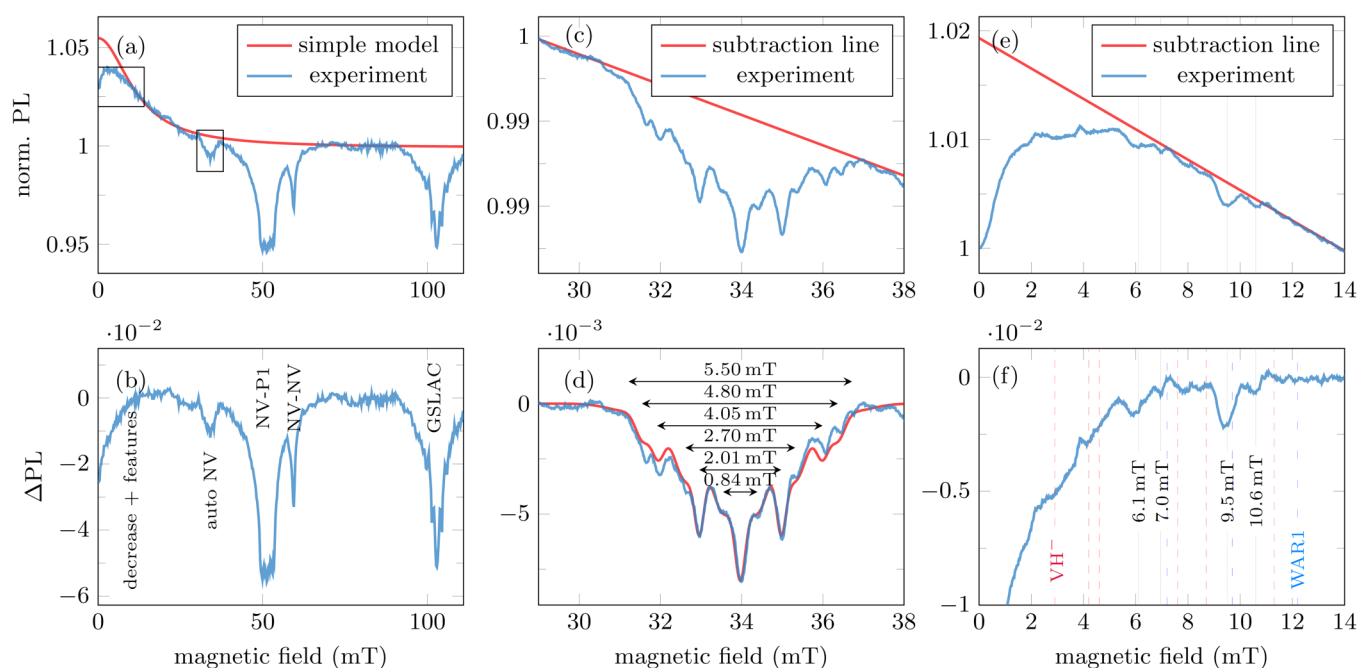 (a)
simple model
experiment
norm. PL
1.05
1
0.95
0
50
100
(c)
subtraction line
experiment
1
0.99
0.99
30
32
34
36
38
(e)
subtraction line
experiment
1.02
1.01
1
0
2
4
6
8
10
12
14
·10⁻²
(b)
ΔPL
0
−2
−4
−6
decrease + features
auto NV
NV-P1
NV-NV
GSLAC
0
50
100
magnetic field (mT)
·10⁻³
(d)
0
−5
5.50 mT
4.80 mT
4.05 mT
2.70 mT
2.01 mT
0.84 mT
30
32
34
36
38
magnetic field (mT)
·10⁻²
(f)
0
−0.5
−1
VH⁻
6.1 mT
7.0 mT
9.5 mT
10.6 mT
WAR1
0
2
4
6
8
10
12
14
magnetic field (mT)